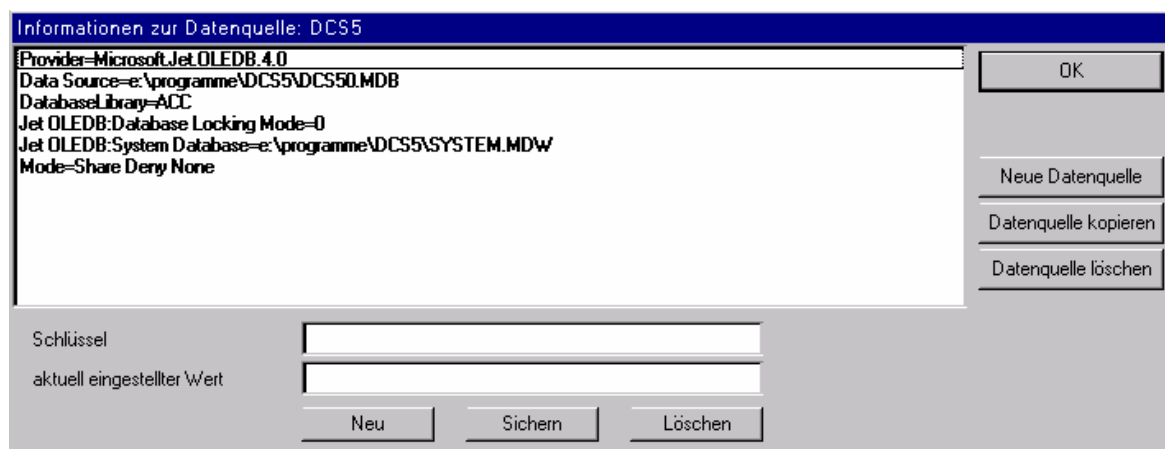 Informationen zur Datenquelle: DCS5
Provider=Microsoft.Jet.OLEDB.4.0
Data Source=e:\programme\DCS5\DCS50.MDB
DatabaseLibrary=ACC
Jet OLEDB:Database Locking Mode=0
Jet OLEDB:System Database=e:\programme\DCS5\SYSTEM.MDW
Mode=Share Deny None
OK
Neue Datenquelle
Datenquelle kopieren
Datenquelle löschen
Schlüssel
aktuell eingestellter Wert
Neu Sichern Löschen